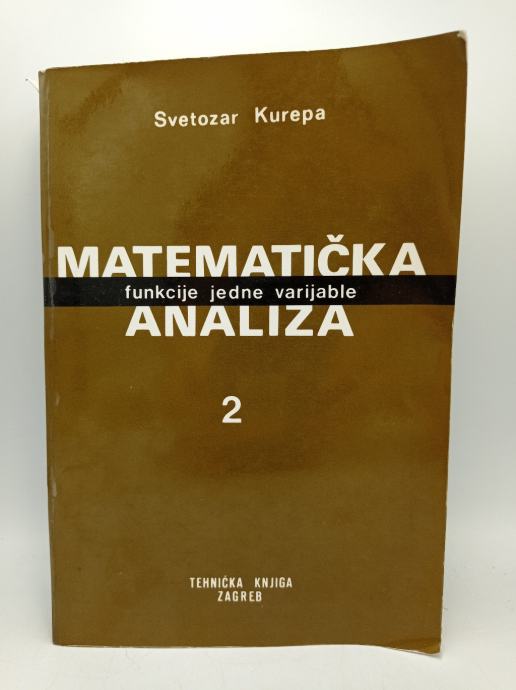 Svetozar Kurepa
MATEMATIČKA
funkcije jedne varijable
ANALIZA
2
TEHNIČKA KNJIGA
ZAGREB